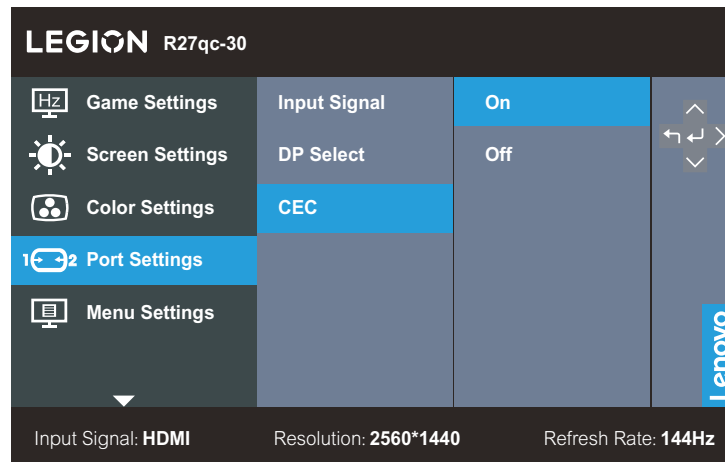 LEGION R27qc-30
Hz Game Settings
Input Signal
On
Screen Settings
DP Select
Off
Color Settings
CEC
1 2 Port Settings
Menu Settings
Lenovo
Input Signal: HDMI
Resolution: 2560*1440
Refresh Rate: 144Hz